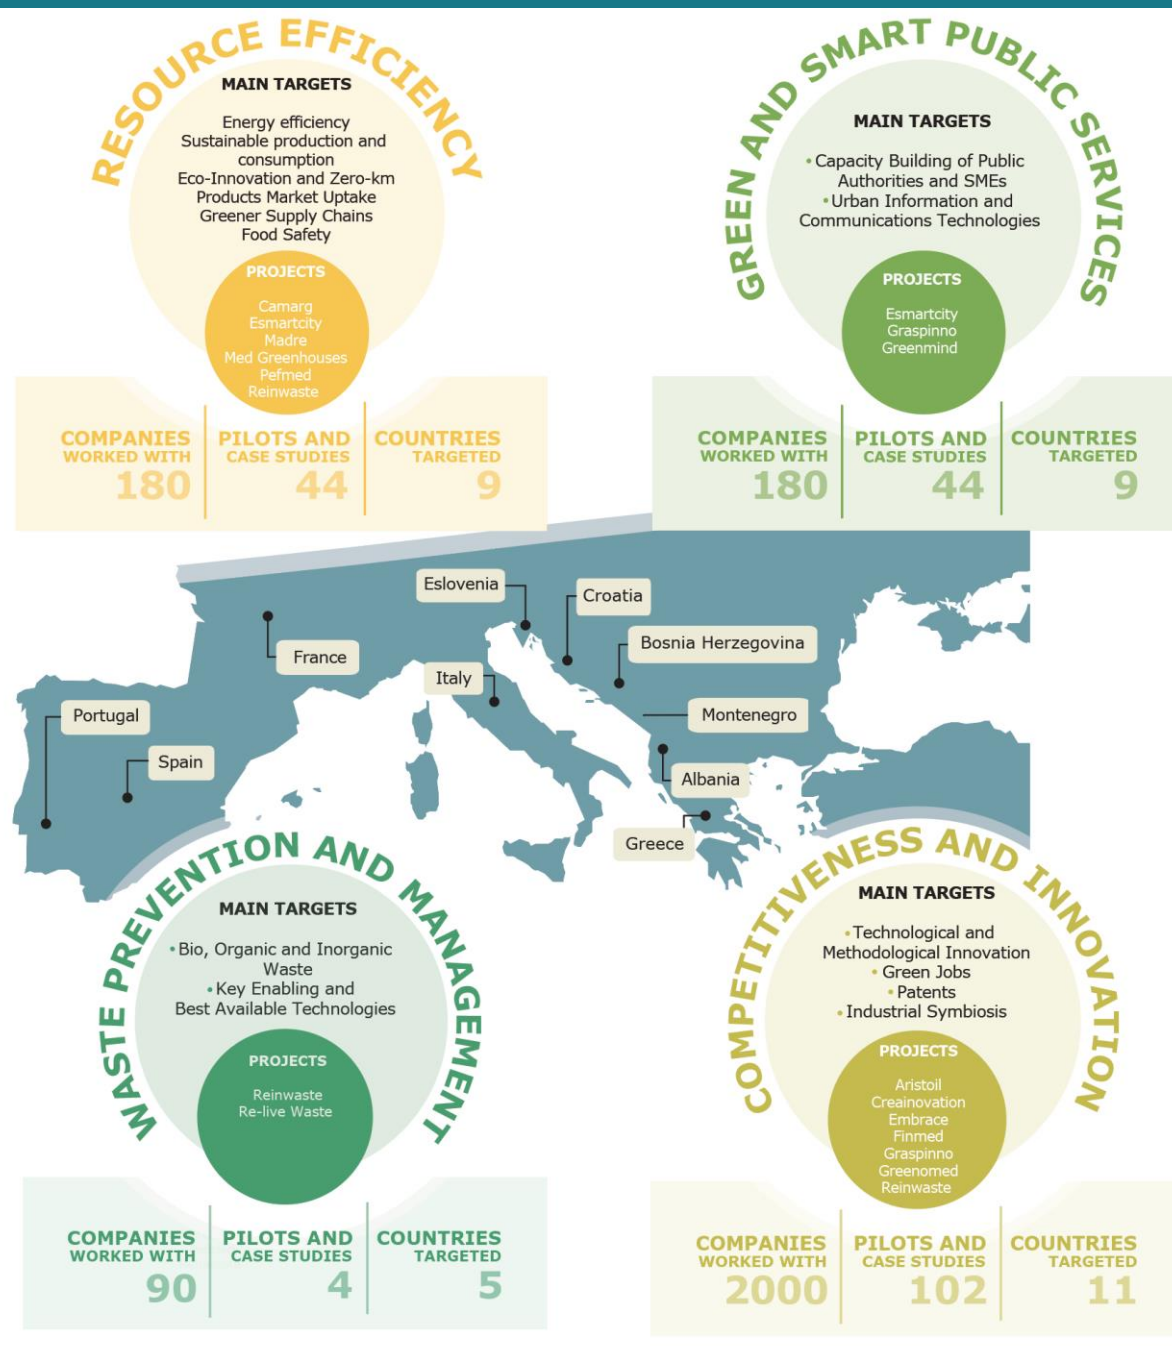 RESOURCE EFFICIENCY
MAIN TARGETS
Energy efficiency
Sustainable production and
consumption
Eco-Innovation and Zero-km
Products Market Uptake
Greener Supply Chains
Food Safety
PROJECTS
Camarg
Esmartcity
Madre
Med Greenhouses
Pefmed
Reinwaste
COMPANIES
WORKED WITH
180
PILOTS AND
CASE STUDIES
44
COUNTRIES
TARGETED
9
GREEN AND SMART PUBLIC SERVICES
MAIN TARGETS
• Capacity Building of Public
Authorities and SMEs
• Urban Information and
Communications Technologies
PROJECTS
Esmartcity
Graspinno
Greenmind
COMPANIES
WORKED WITH
180
PILOTS AND
CASE STUDIES
44
COUNTRIES
TARGETED
9
Eslovenia
Croatia
Bosnia Herzegovina
France
Italy
Portugal
Montenegro
Spain
Albania
Greece
WASTE PREVENTION AND MANAGEMENT
MAIN TARGETS
• Bio, Organic and Inorganic
Waste
• Key Enabling and
Best Available Technologies
PROJECTS
Reinwaste
Re-live Waste
COMPANIES
WORKED WITH
90
PILOTS AND
CASE STUDIES
4
COUNTRIES
TARGETED
5
COMPETITIVENESS AND INNOVATION
MAIN TARGETS
• Technological and
Methodological Innovation
• Green Jobs
• Patents
• Industrial Symbiosis
PROJECTS
Aristoil
Creainovation
Embrace
Finmed
Graspinno
Greenomed
Reinwaste
COMPANIES
WORKED WITH
2000
PILOTS AND
CASE STUDIES
102
COUNTRIES
TARGETED
11